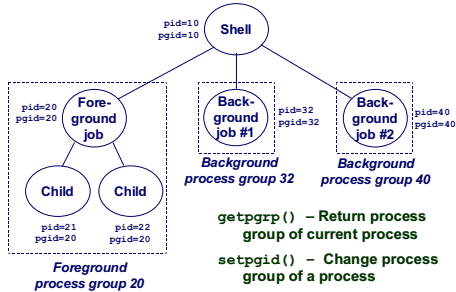 pid=10
pgid=10
Shell
pid=20
pgid=20
Fore-
ground
job
Back-
ground
job #1
pid=32
pgid=32
Back-
ground
job #2
pid=40
pgid=40
Background
process group 32
Background
process group 40
Child
Child
pid=21
pgid=20
pid=22
pgid=20
Foreground
process group 20
getpgrp() – Return process
group of current process
setpgid() – Change process
group of a process